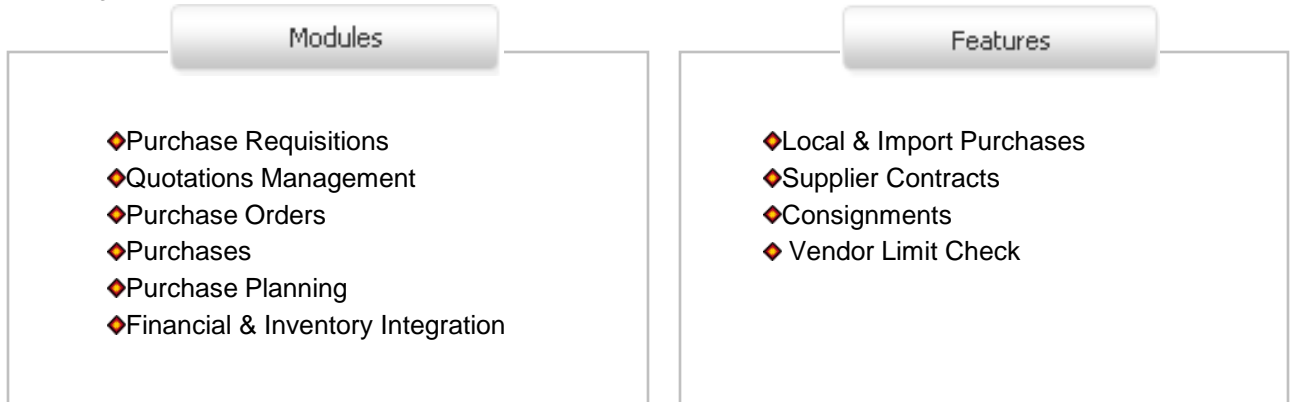 Modules
Purchase Requisitions
Quotations Management
Purchase Orders
Purchases
Purchase Planning
Financial & Inventory Integration
Features
Local & Import Purchases
Supplier Contracts
Consignments
Vendor Limit Check